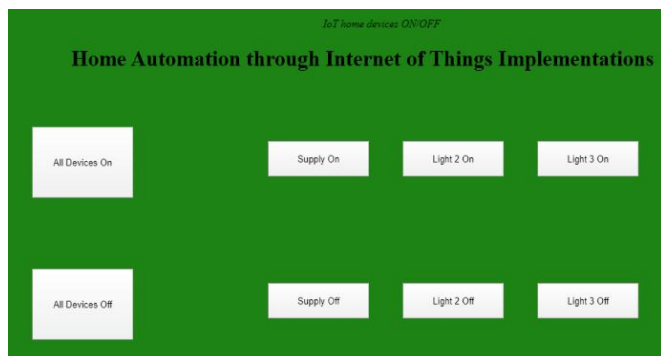 IoT home devices ON/OFF
Home Automation through Internet of Things Implementations
All Devices On
Supply On
Light 2 On
Light 3 On
All Devices Off
Supply Off
Light 2 Off
Light 3 Off